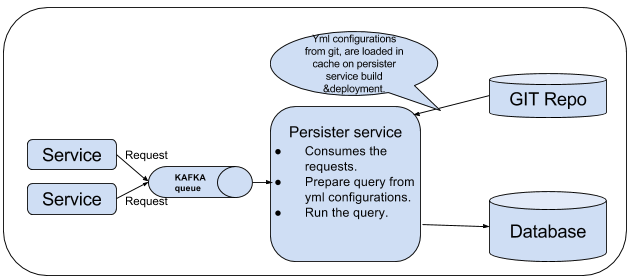 Yml configurations
from git, are loaded in
cache on persister
service build
&deployment.
GIT Repo
Persister service
● Consumes the
requests.
● Prepare query from
yml configurations.
● Run the query.
Service
Request
KAFKA
queue
Service
Request
Database